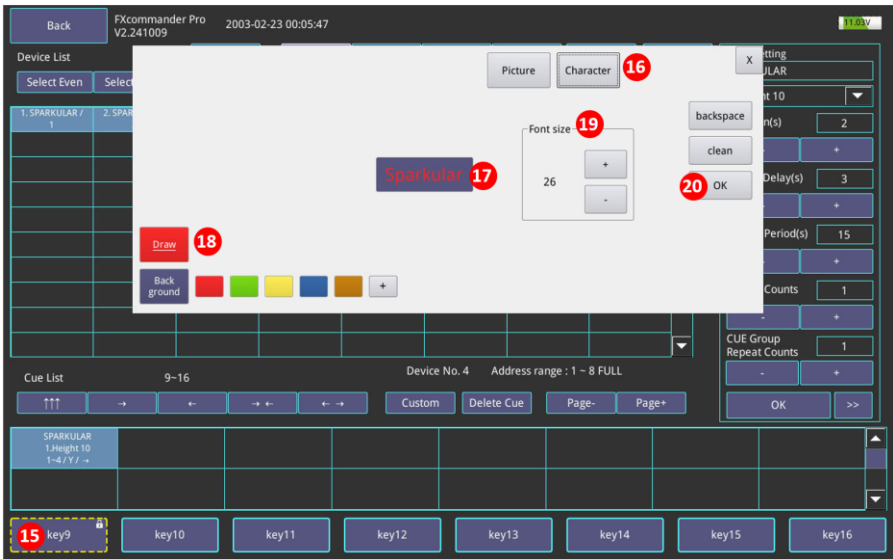 Back
FXcommander Pro
V2.241009
2003-02-23 00:05:47
11.03V
Device List
Select Even
Selec
1. SPARKULAR /
1
2. SPAR
Picture
Character
16
X
backspace
clean
20
OK
Font size
19
26
+
-
Sparkular
17
Draw
18
Back
ground
+
tting
ULAR
ht 10
n(s)
2
-
+
Delay(s)
3
+
Period(s)
15
-
+
Counts
1
-
+
CUE Group
Repeat Counts
1
-
+
OK
>>
Cue List
9~16
Device No. 4
Address range : 1 ~ 8 FULL
↑↑↑
→
←
→ ←
← →
Custom
Delete Cue
Page-
Page+
SPARKULAR
1.Height 10
1~4 / Y / →
15
key9
key10
key11
key12
key13
key14
key15
key16